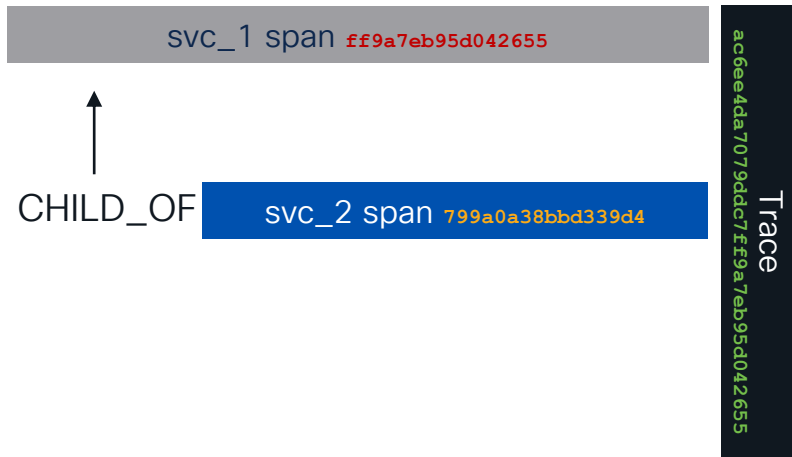 svc_1 span ff9a7eb95d042655
CHILD_OF
svc_2 span 799a0a38bbd339d4
Trace
ac6ee4da7079ddc7ff9a7eb95d042655